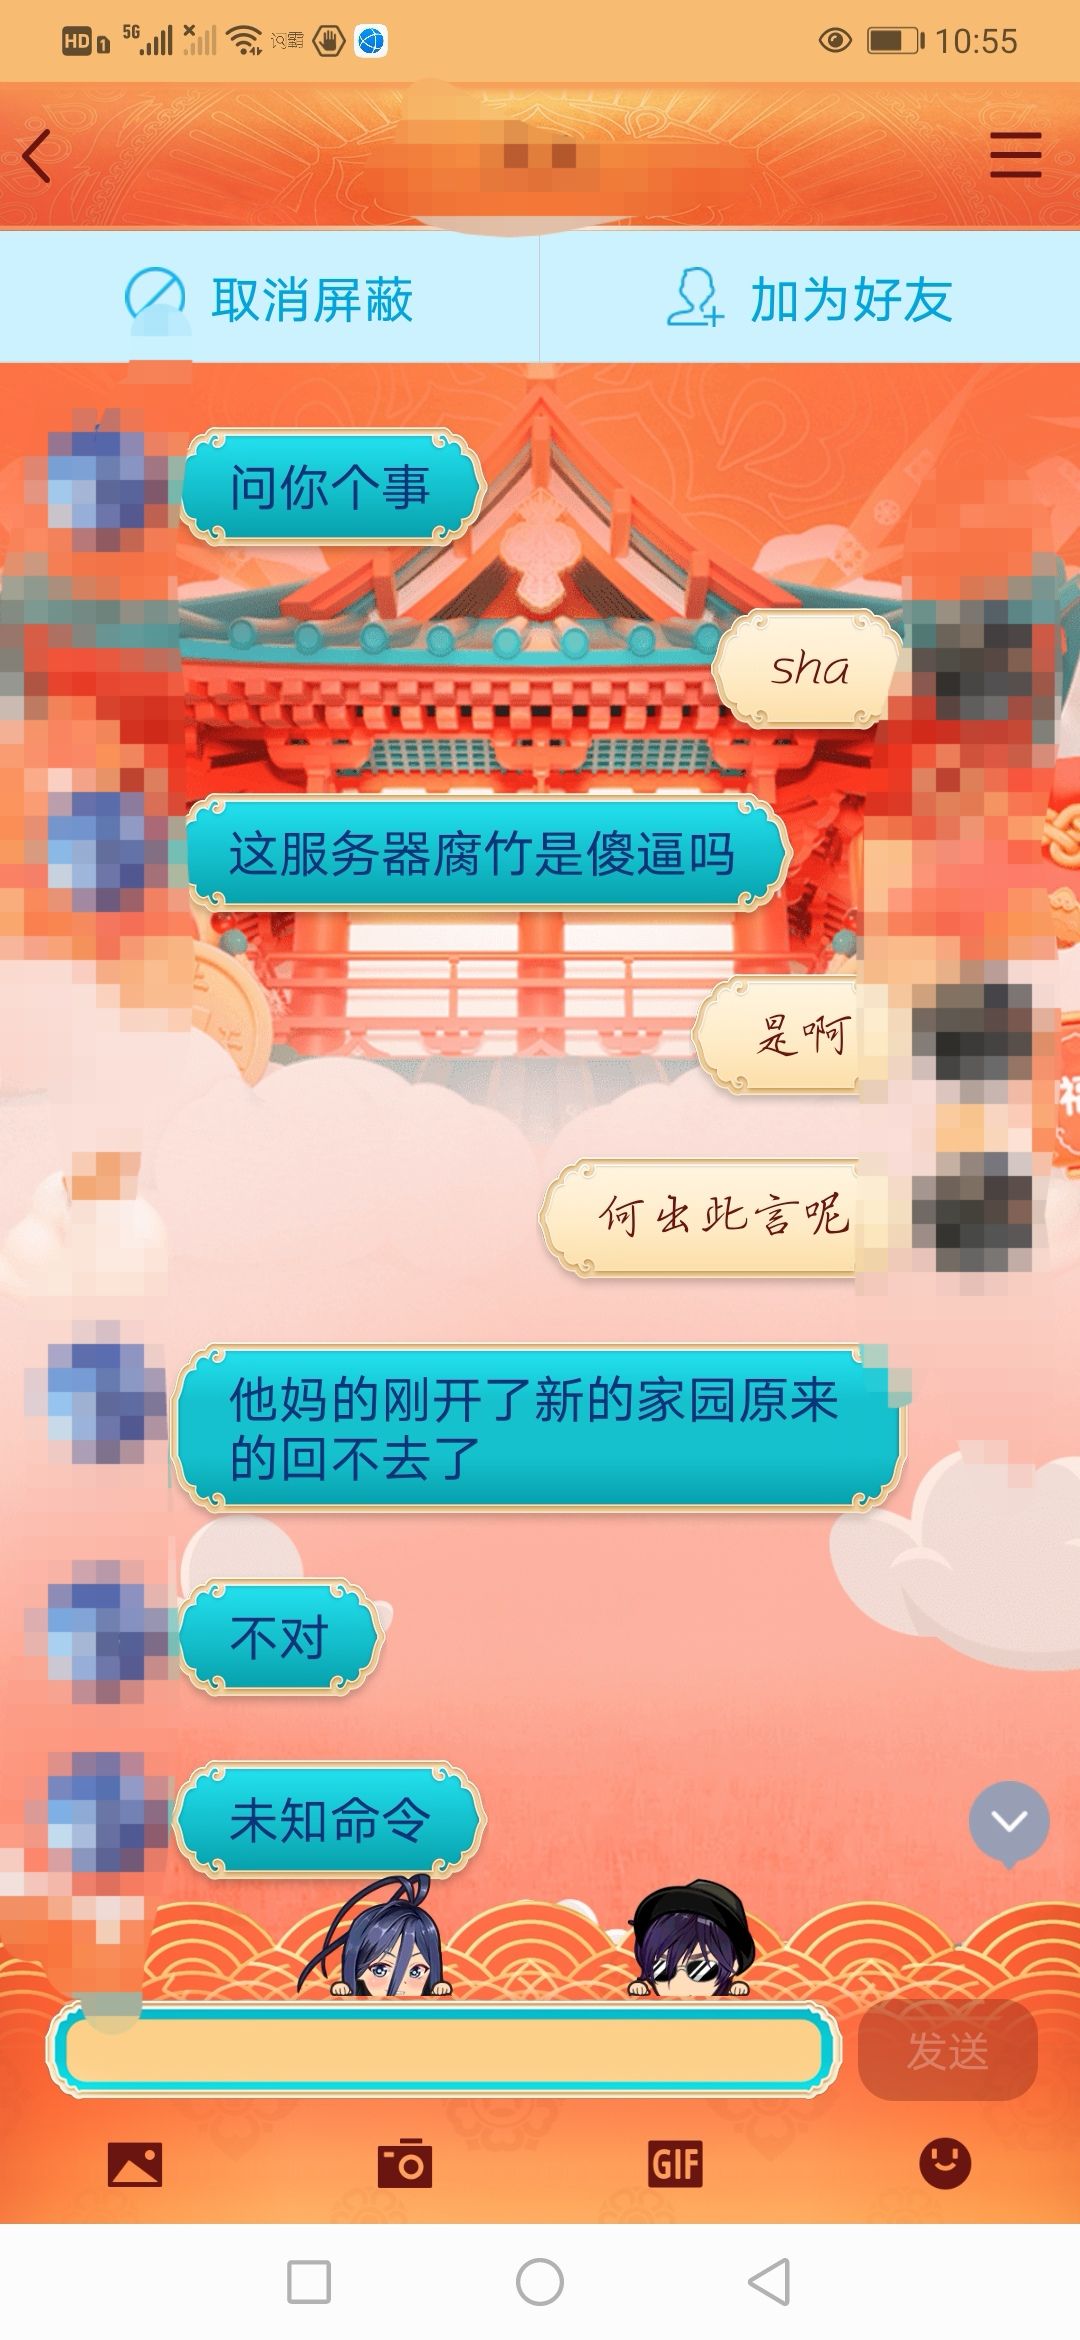 HD 1 5G 10:55
取消屏蔽 加为好友
问你个事
sha
这服务器腐竹是傻逼吗
是啊
何出此言呢
他妈的刚开了新的家园原来
的回不去了
不对
未知命令
发送
GIF